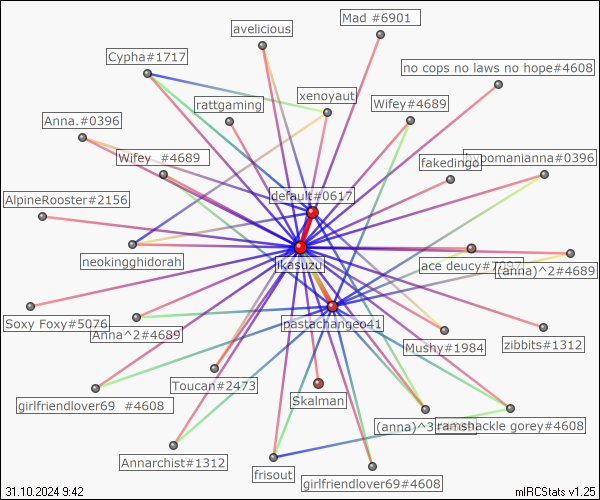 Mad #6901
avelicious
Cypha#1717
no cops no laws no hope#4608
xenoyaut
rattgaming
Wifey#4689
Anna.#0396
Wifey #4689
fakedingo
bpomanianna#0396
default#0617
AlpineRooster#2156
neokingghidorah
ikasuzu
ace deucy#7097
(anna)^2#4689
Soxy Foxy#5076
pastachangeo41
Anna^2#4689
Mushy#1984
zibbits#1312
Toucan#2473
Skalman
girlfriendlover69 #4608
(anna)^3
ramshackle gorey#4608
Annarchist#1312
frisout
girlfriendlover69#4608
31.10.2024 9:42
mIRCStats v1.25